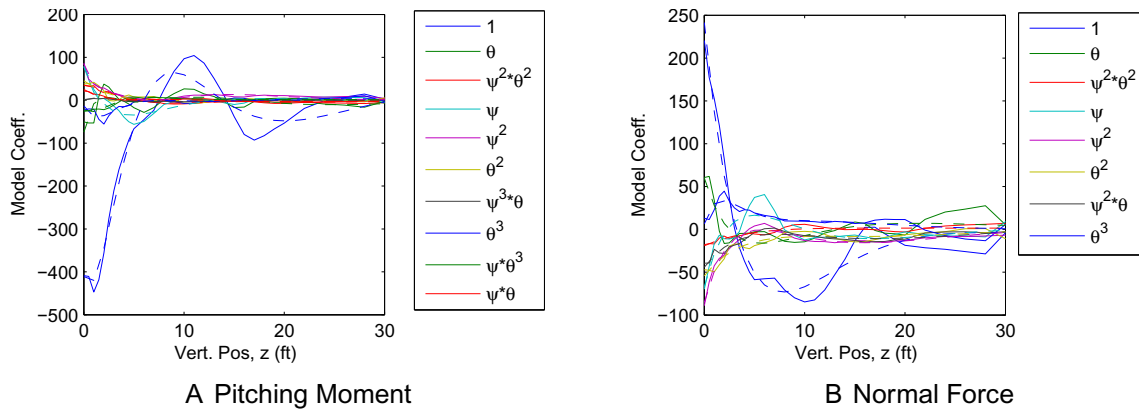 200
100
0
−100
−200
−300
−400
−500
0 10 20 30
Model Coeff.
Vert. Pos, z (ft)
1
θ
ψ²*θ²
ψ
ψ²
θ²
ψ³*θ
θ³
ψ*θ³
ψ*θ
A Pitching Moment
250
200
150
100
50
0
−50
−100
0 10 20 30
Model Coeff.
Vert. Pos, z (ft)
1
θ
ψ²*θ²
ψ
ψ²
θ²
ψ²*θ
θ³
B Normal Force